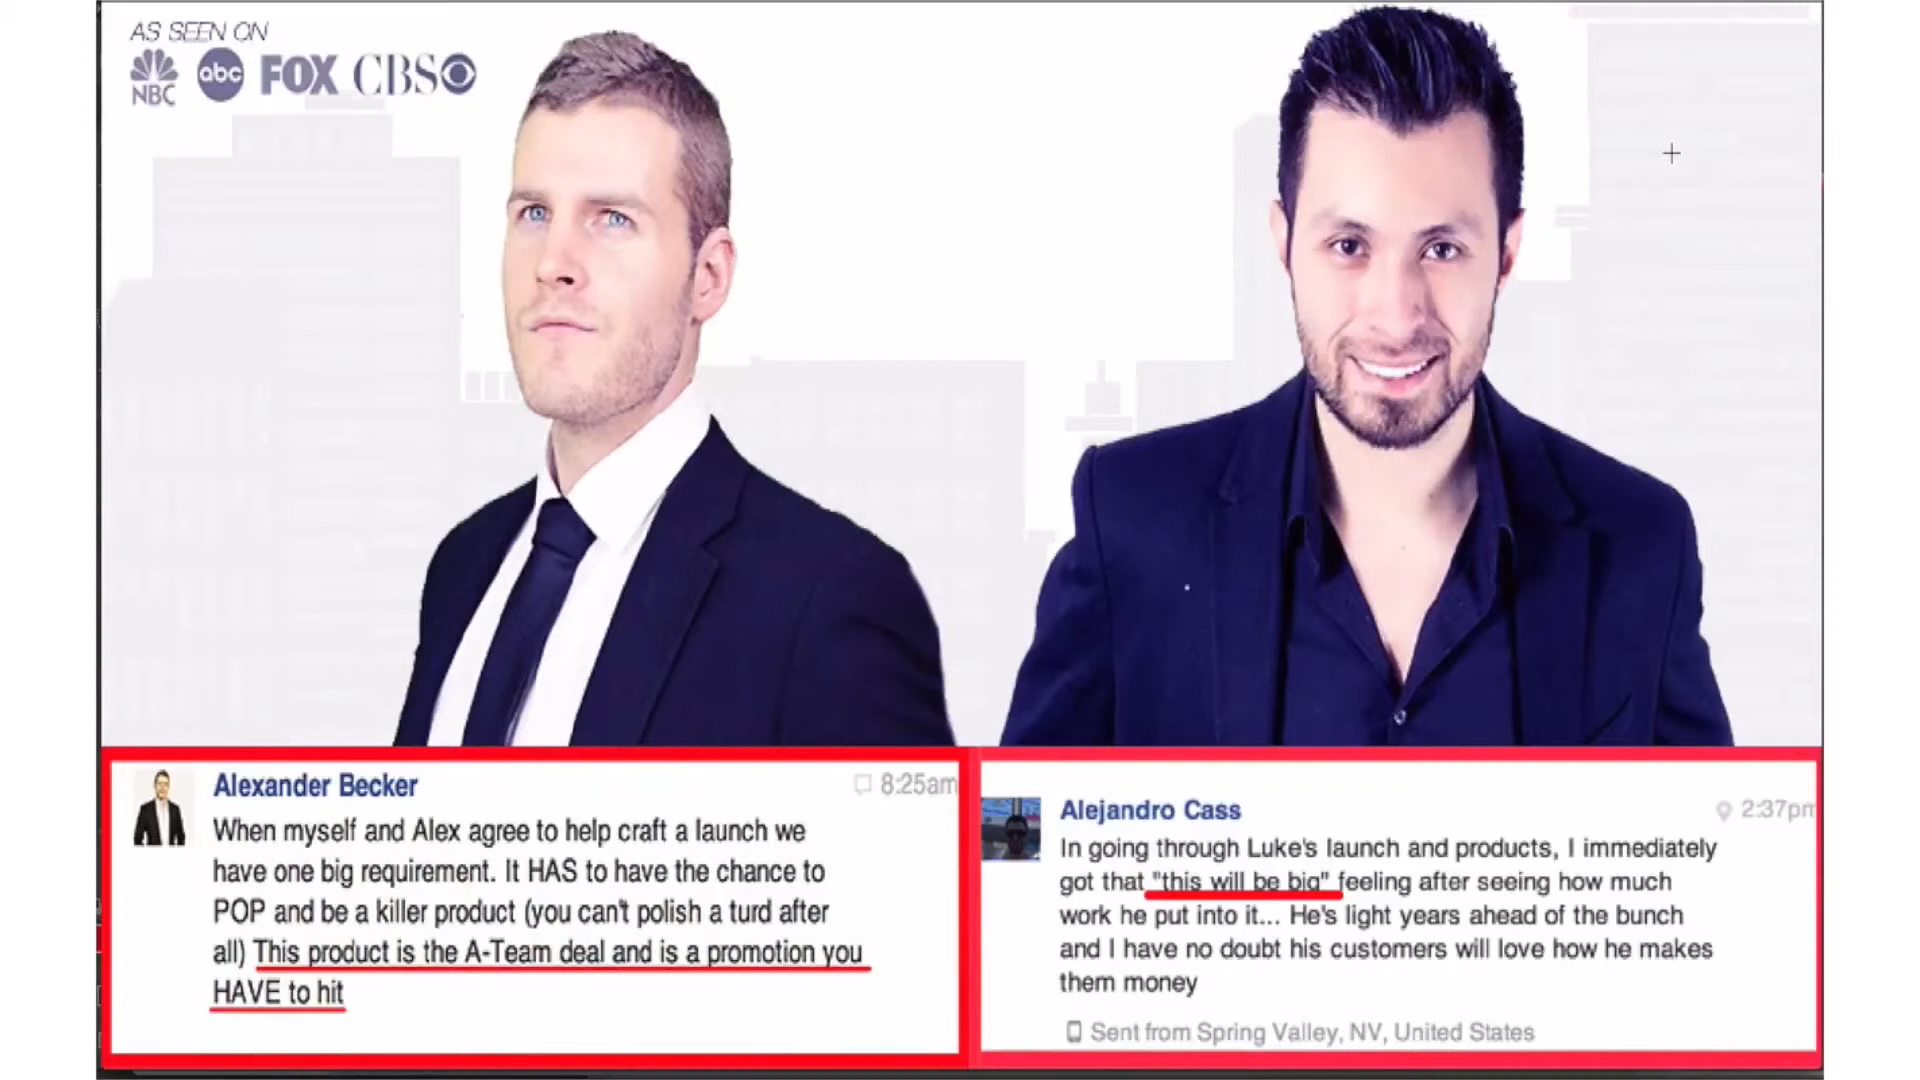 AS SEEN ON
NBC abc FOX CBS
Alexander Becker 8:25am
When myself and Alex agree to help craft a launch we
have one big requirement. It HAS to have the chance to
POP and be a killer product (you can't polish a turd after
all) This product is the A-Team deal and is a promotion you
HAVE to hit
Alejandro Cass 2:37pm
In going through Luke's launch and products, I immediately
got that "this will be big" feeling after seeing how much
work he put into it... He's light years ahead of the bunch
and I have no doubt his customers will love how he makes
them money
Sent from Spring Valley, NV, United States